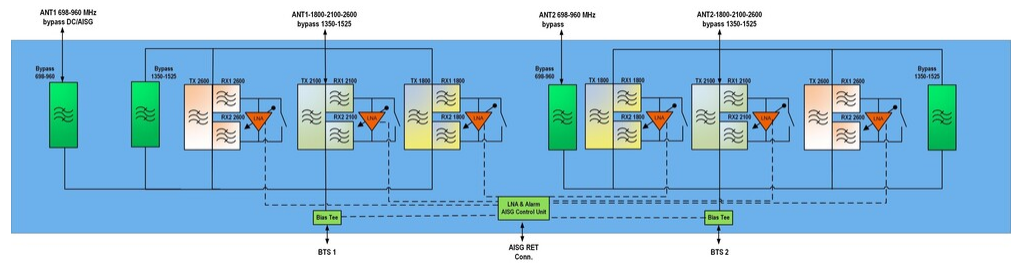 ANT1 698-960 MHz
bypass DC/AISG
ANT1-1800-2100-2600
bypass 1350-1525
ANT2 698-960 MHz
bypass
ANT2-1800-2100-2600
bypass 1350-1525
Bypass
698-960
Bypass
1350-1525
TX 2600
RX1 2600
RX2 2600
LNA
TX 2100
RX1 2100
RX2 2100
LNA
TX 1800
RX1 1800
RX2 1800
LNA
Bypass
698-960
TX 1800
RX1 1800
RX2 1800
LNA
TX 2100
RX1 2100
RX2 2100
LNA
TX 2600
RX1 2600
RX2 2600
LNA
Bypass
1350-1525
LNA & Alarm
AISG Control Unit
Bias Tee
Bias Tee
BTS 1
AISG RET
Conn.
BTS 2